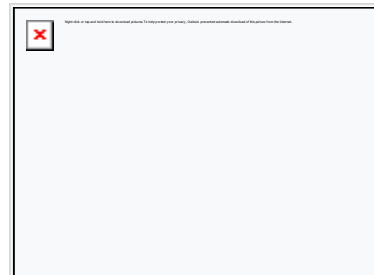 Right-click or tap and hold here to download pictures. To help protect your privacy, Outlook prevented automatic download of this picture from the Internet.